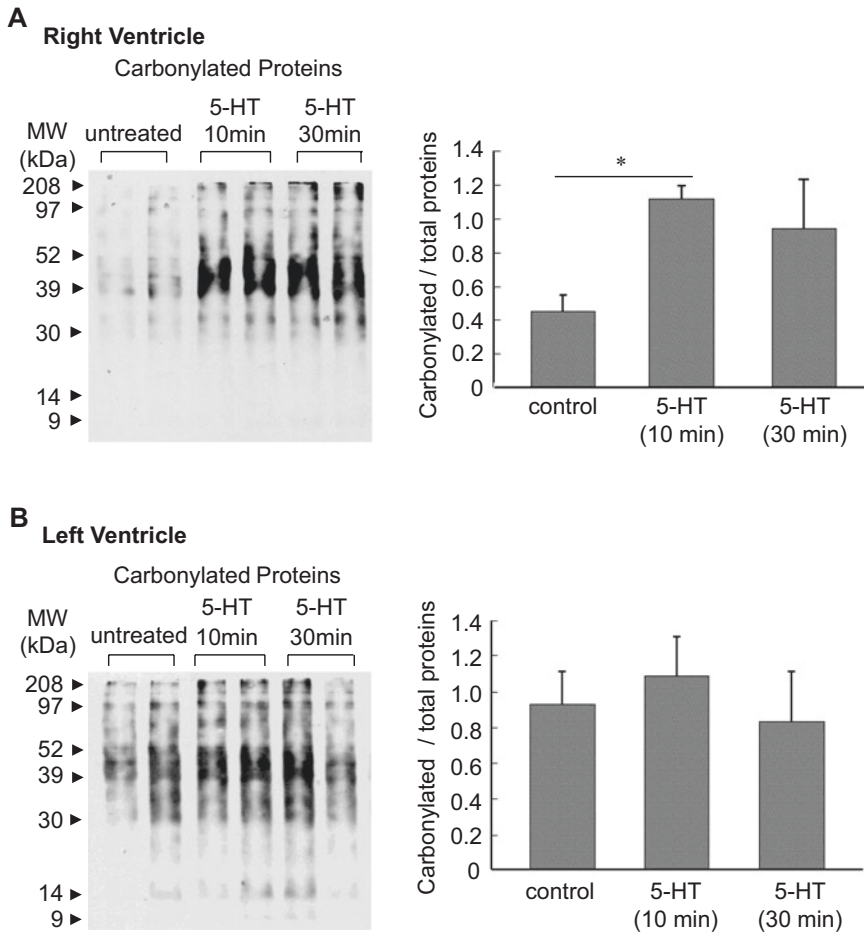 A
Right Ventricle
Carbonylated Proteins
MW
(kDa)
untreated
5-HT
10min
5-HT
30min
208
97
52
39
30
14
9
Carbonylated / total proteins
1.4
1.2
1.0
0.8
0.6
0.4
0.2
0
*
control
5-HT
(10 min)
5-HT
(30 min)
B
Left Ventricle
Carbonylated Proteins
MW
(kDa)
untreated
5-HT
10min
5-HT
30min
208
97
52
39
30
14
9
Carbonylated / total proteins
1.4
1.2
1.0
0.8
0.6
0.4
0.2
0
control
5-HT
(10 min)
5-HT
(30 min)